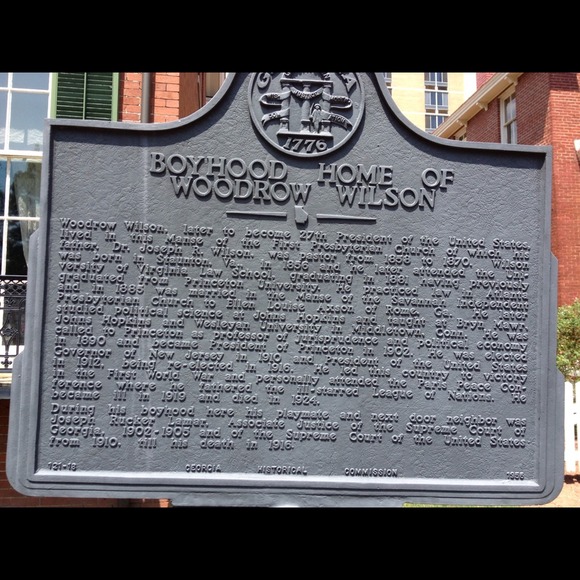 1776
BOYHOOD HOME OF
WOODROW WILSON
Woodrow Wilson, later to become 27th President of the United States,
lived in this Manse of the First Presbyterian Church of which his
father, Dr. Joseph R. Wilson, was pastor from 1858 to 1870. Wilson
was born in Staunton, Va., in 1856 and he later attended the Uni-
versity of Virginia Law School, graduating in 1881, having previously
graduated from Princeton University. He practiced law in Atlanta
and in 1885 was married, in the Manse of the Savannah Independent
Presbyterian Church to Ellen Louise Axson of Rome, Ga. He later
studied political science at Johns Hopkins and taught at Bryn Mawr,
Johns Hopkins and Wesleyan University in Middletown, Conn. He was
called to Princeton as Professor of Jurisprudence and political economy
in 1890 and became President of Princeton in 1902. He was elected
Governor of New Jersey in 1910 and President of the United States
in 1912, being re-elected in 1916. He led this country to victory
in the First World War and personally attended the Paris Peace Con-
ference where he fostered the ill-starred League of Nations. He
became ill in 1919 and died in 1924.
During his boyhood here his playmate and next door neighbor was
Joseph Rucker Lamar, Associate Justice of the Supreme Court of
Georgia, 1902-1905 and of the Supreme Court of the United States
from 1910, till his death in 1916.
121-18 GEORGIA HISTORICAL COMMISSION 1956